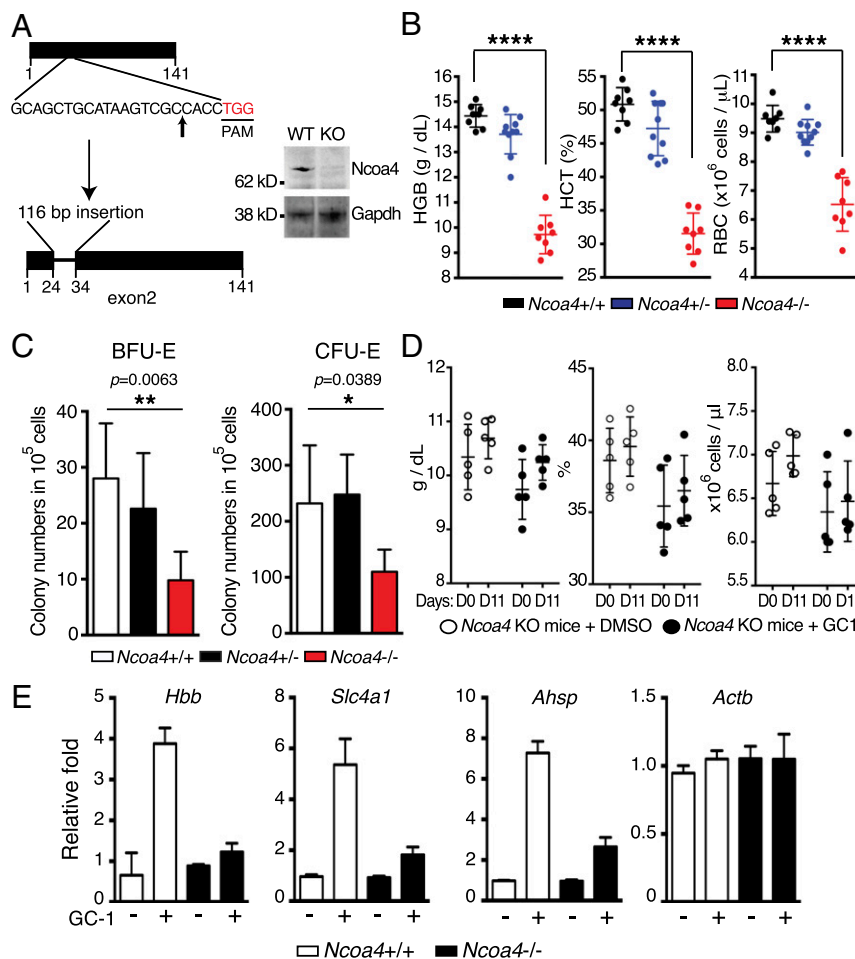 A
1 141
GCAGCTGCATAAGTCGCCACCTGG
PAM
116 bp insertion
1 24 34 141
exon2
WT KO
Ncoa4
62 kD
38 kD
Gapdh
B
****
HGB (g / dL)
16
15
14
13
12
11
10
9
8
****
HCT (%)
55
50
45
40
35
30
25
****
RBC (x10⁶ cells / μL)
11
10
9
8
7
6
5
4
Ncoa4+/+ Ncoa4+/- Ncoa4-/-
C
BFU-E
p=0.0063
**
Colony numbers in 10⁵ cells
40
30
20
10
0
CFU-E
p=0.0389
*
Colony numbers in 10⁵ cells
400
300
200
100
0
Ncoa4+/+ Ncoa4+/- Ncoa4-/-
D
g / dL
12
11
10
9
8
%
45
40
35
30
x10⁶ cells / μl
8.0
7.5
7.0
6.5
6.0
5.5
Days: D0 D11 D0 D11
D0 D11 D0 D11
D0 D11 D0 D1
Ncoa4 KO mice + DMSO Ncoa4 KO mice + GC1
E
Relative fold
Hbb
5
4
3
2
1
0
Slc4a1
8
6
4
2
0
Ahsp
10
8
6
4
2
0
Actb
1.5
1.0
0.5
0.0
GC-1 - + - + - + - + - + - + - + - +
Ncoa4+/+ Ncoa4-/-